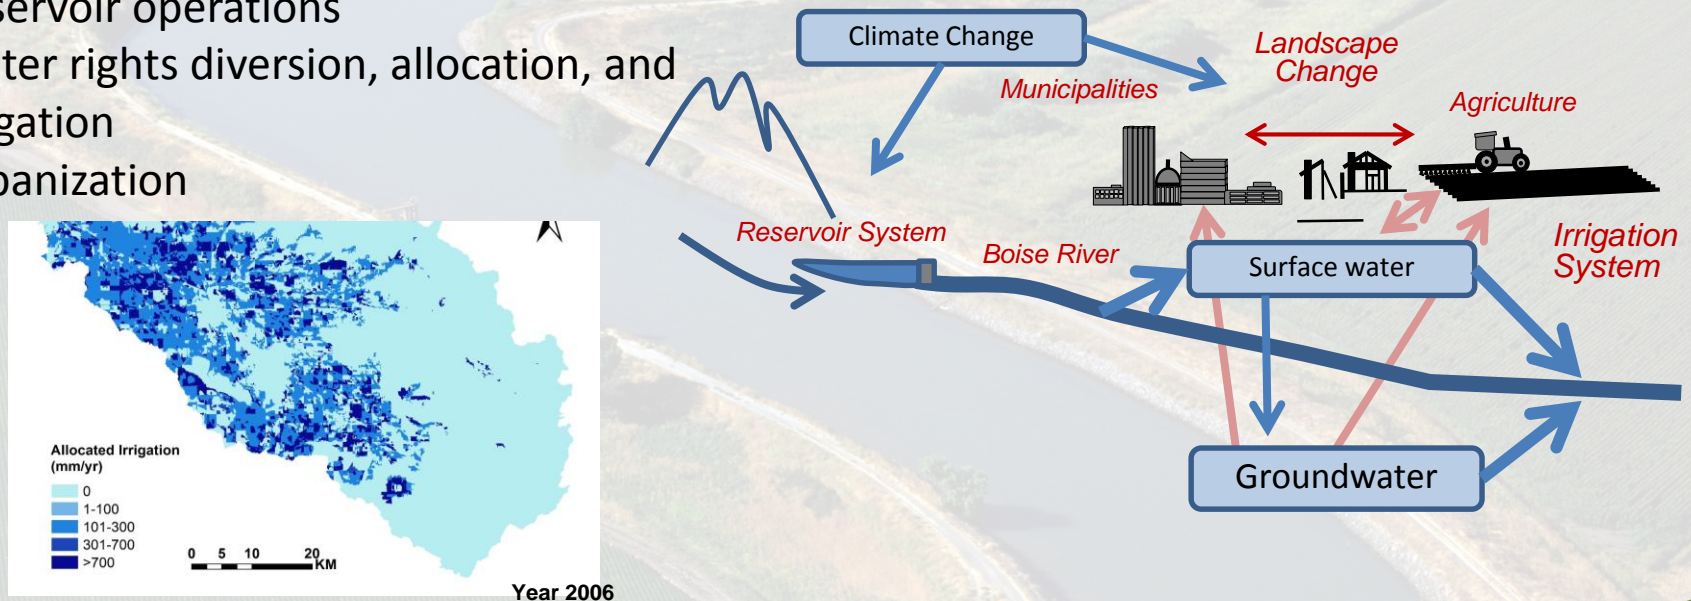 servoir operations
ter rights diversion, allocation, and
gation
banization
Climate Change
Landscape
Change
Municipalities
Agriculture
Reservoir System
Boise River
Irrigation
System
Surface water
Groundwater
Allocated Irrigation
(mm/yr)
0
1-100
101-300
301-700
>700
0 5 10 20
KM
Year 2006